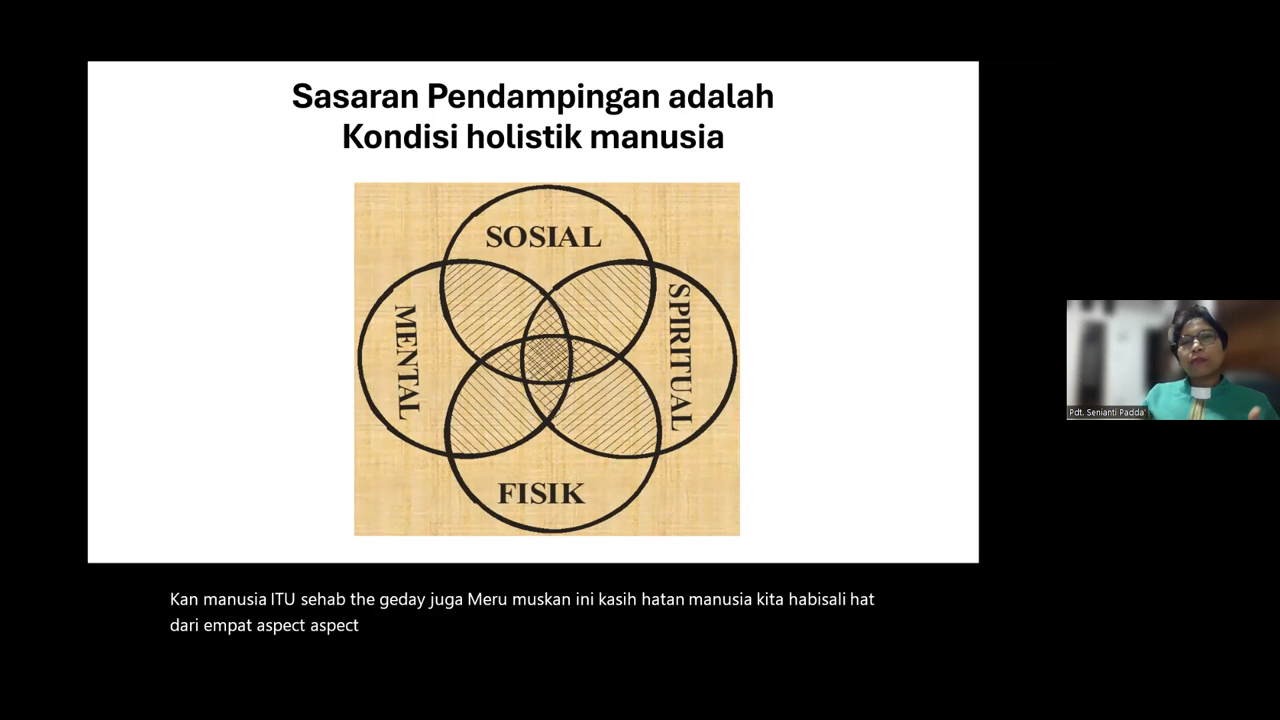 Sasaran Pendampingan adalah
Kondisi holistik manusia
SOSIAL
MENTAL
SPIRITUAL
FISIK
Pdt. Senianti Padda'
Kan manusia ITU sehab the geday juga Meru muskan ini kasih hatan manusia kita habisali hat
dari empat aspect aspect